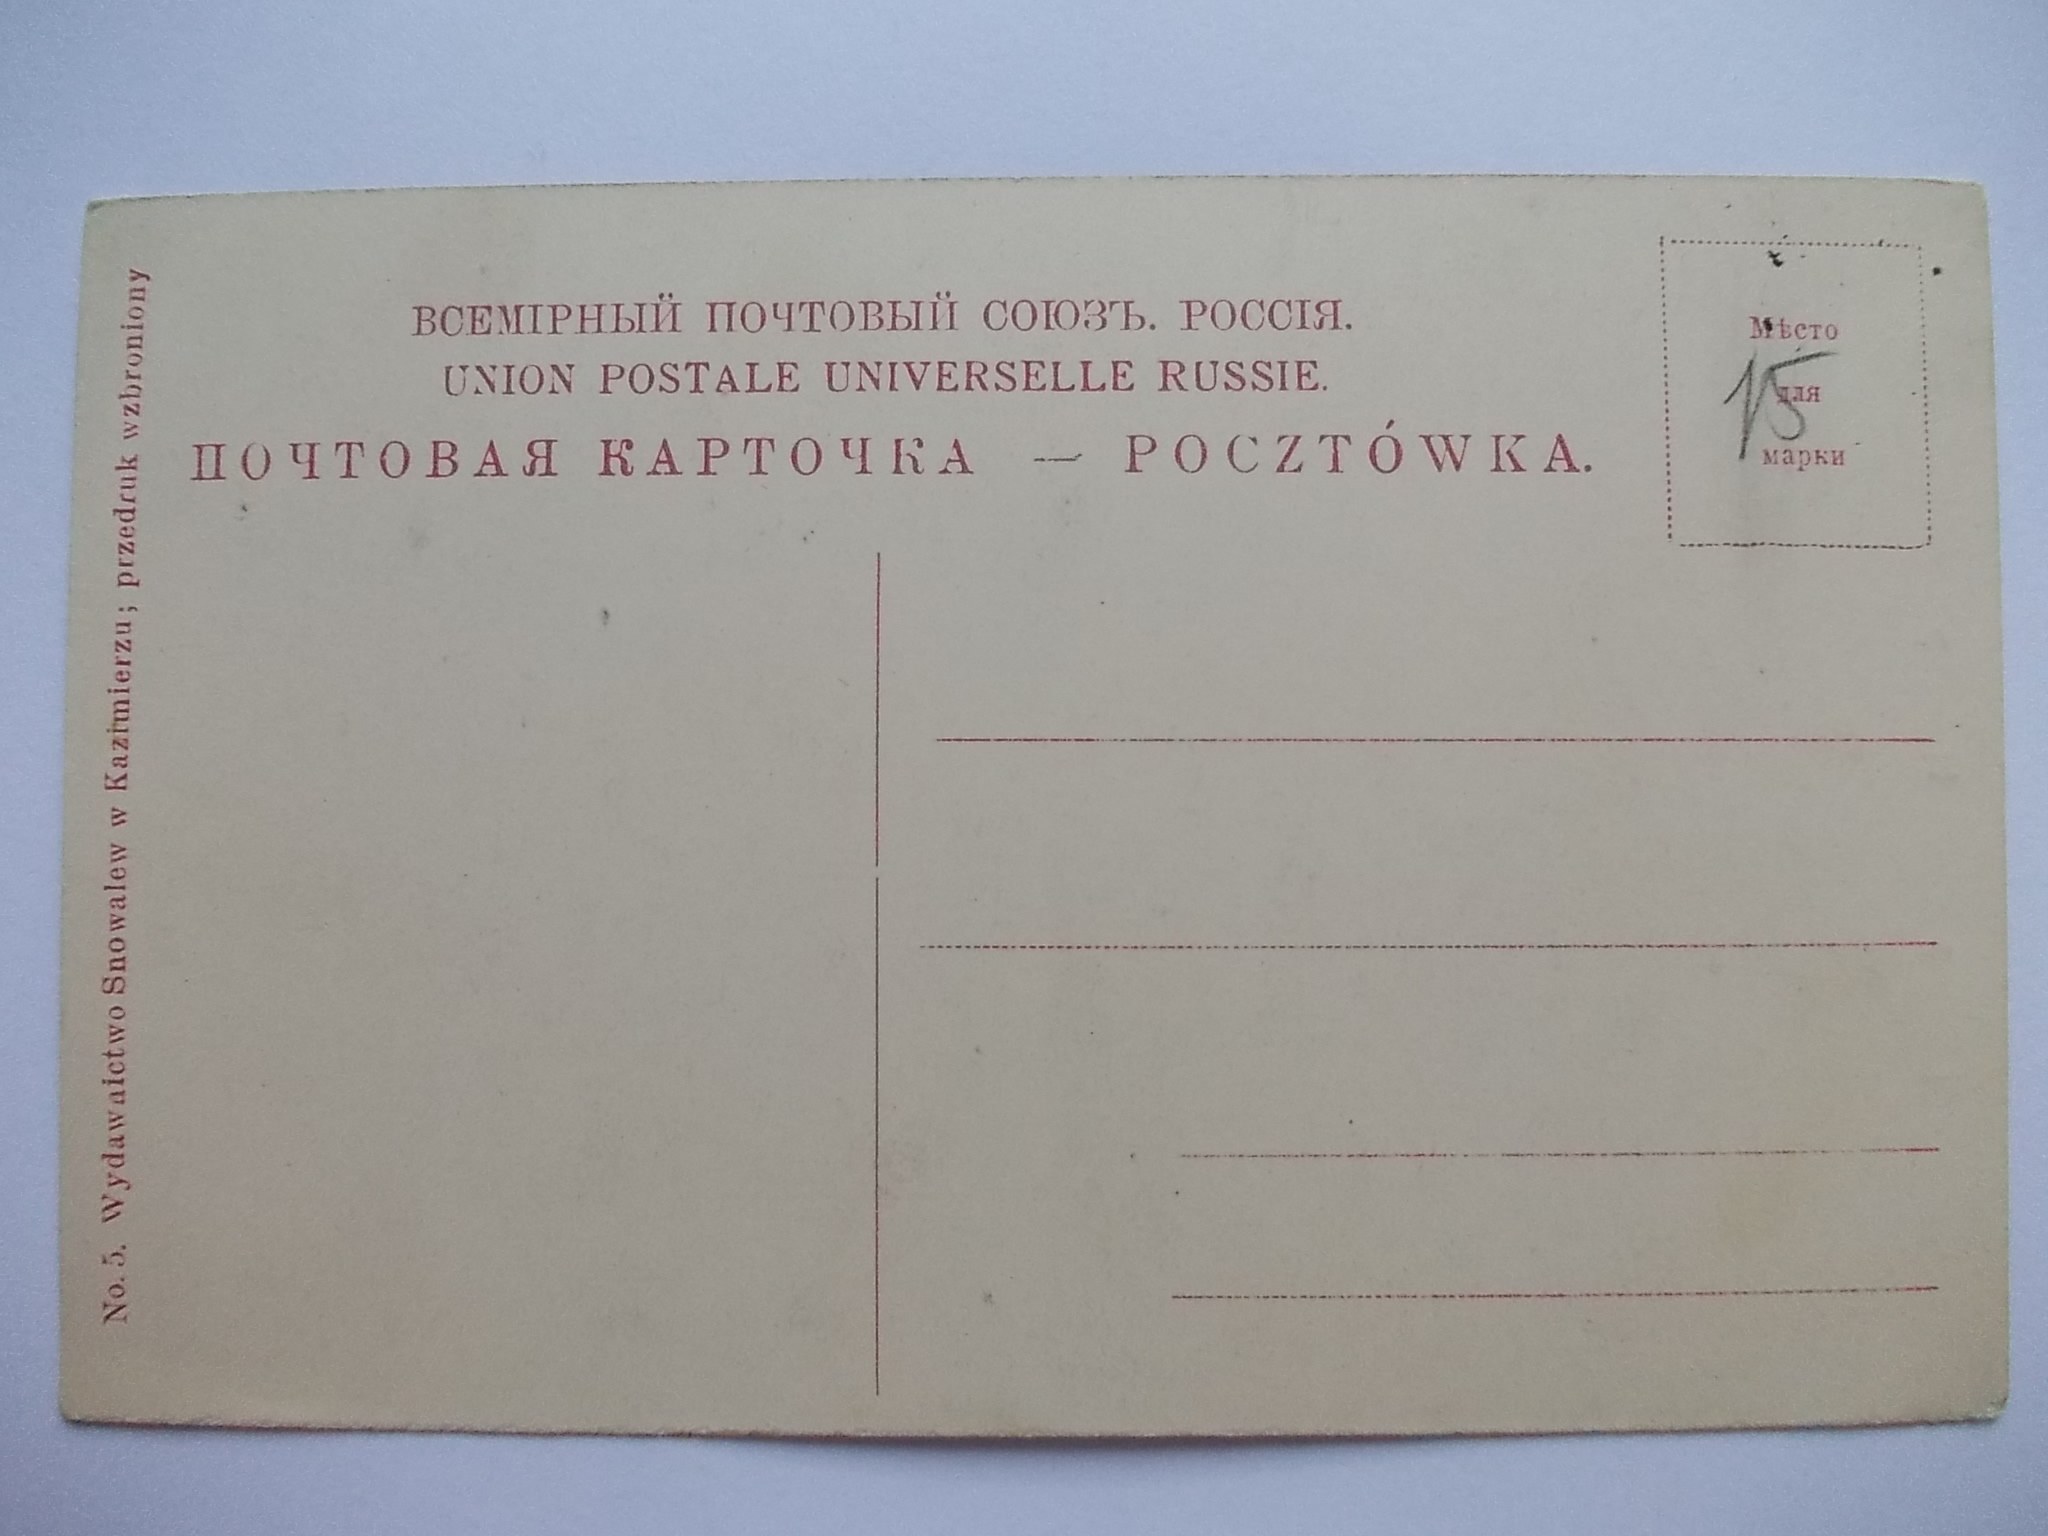 ВСЕМІРНЫЙ ПОЧТОВЫЙ СОЮЗЪ. РОССІЯ.
UNION POSTALE UNIVERSELLE RUSSIE.
ПОЧТОВАЯ КАРТОЧКА — POCZTÓWKA.
Мѣсто
для
марки
15
No. 5. Wydawaictwo Snowalew w Kazimierzu; przedruk wzbroniony